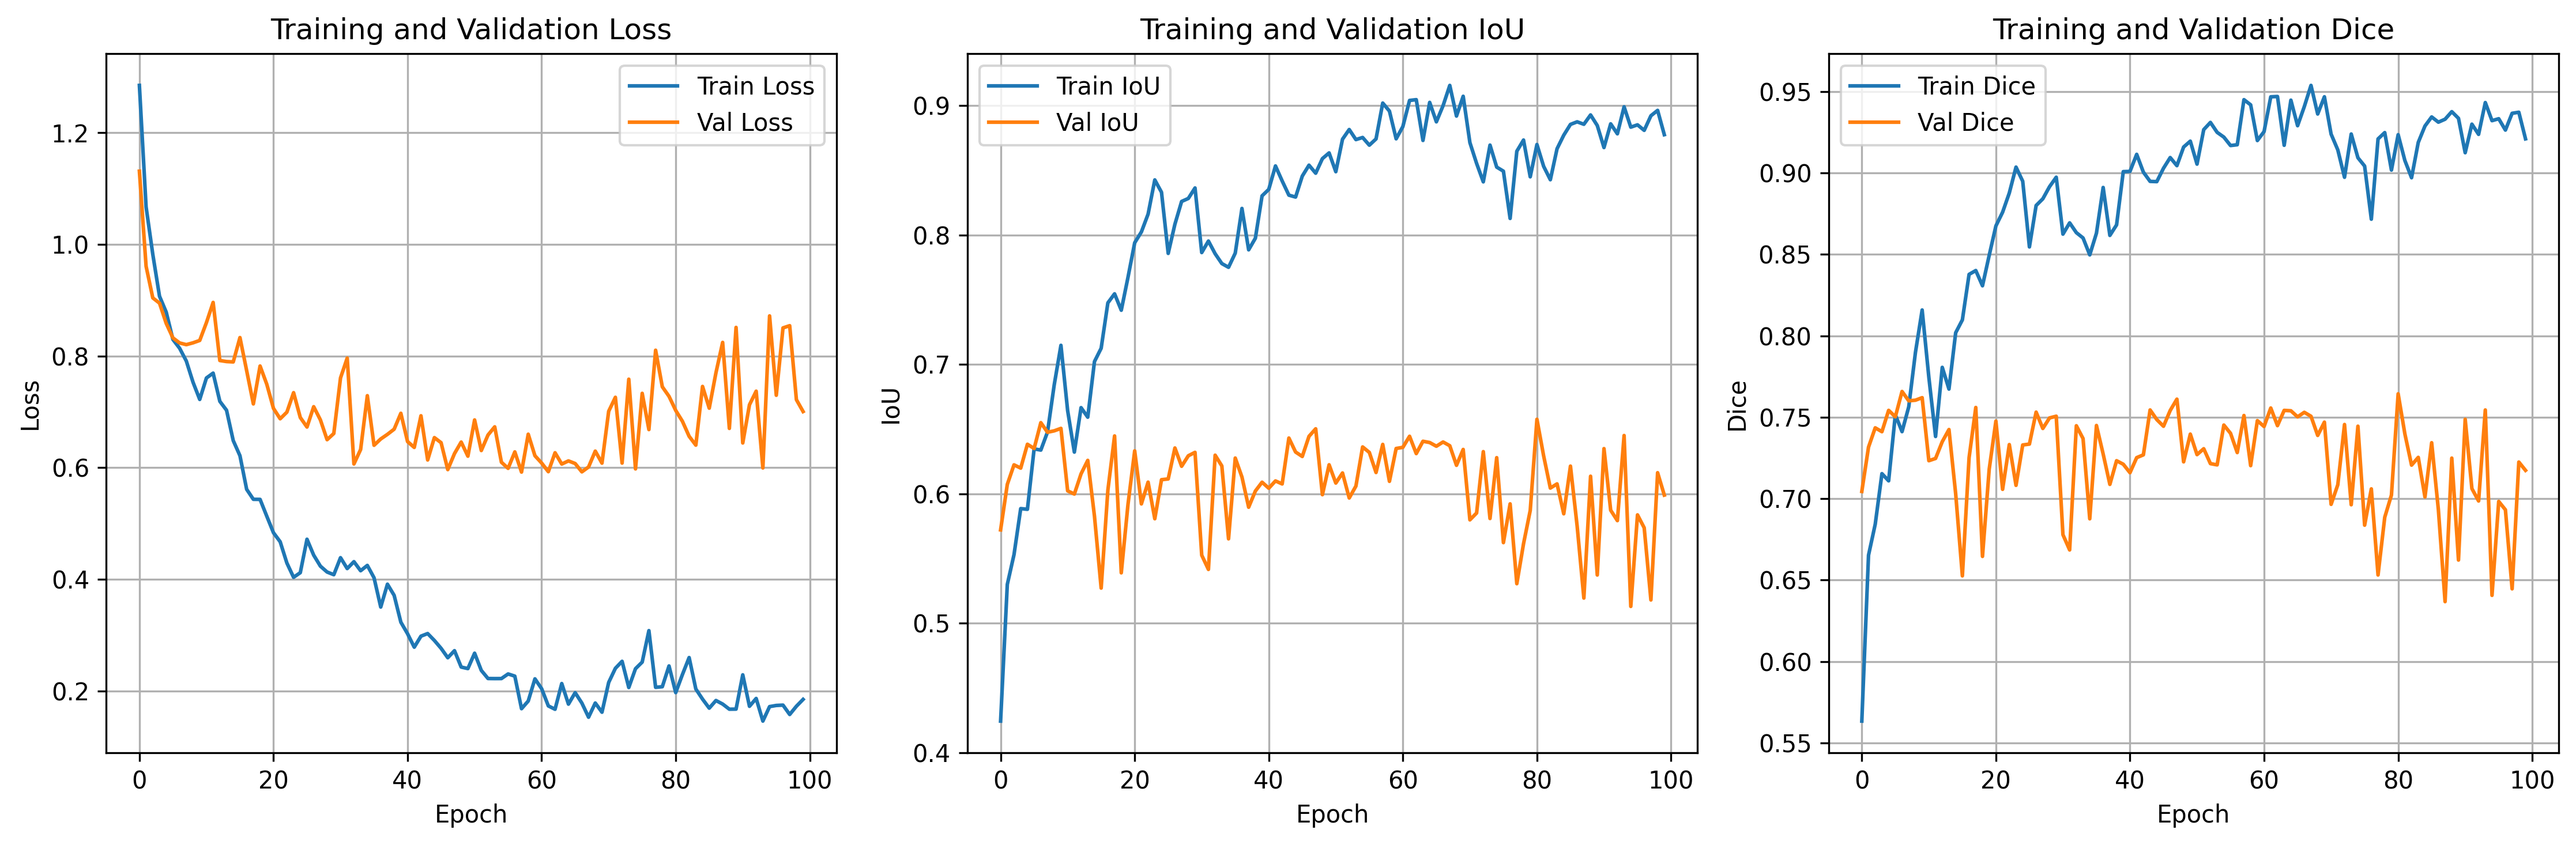 Training and Validation Loss
Train Loss
Val Loss
1.2
1.0
0.8
0.6
0.4
0.2
Loss
0 20 40 60 80 100
Epoch
Training and Validation IoU
Train IoU
Val IoU
0.9
0.8
0.7
0.6
0.5
0.4
IoU
0 20 40 60 80 100
Epoch
Training and Validation Dice
Train Dice
Val Dice
0.95
0.90
0.85
0.80
0.75
0.70
0.65
0.60
0.55
Dice
0 20 40 60 80 100
Epoch